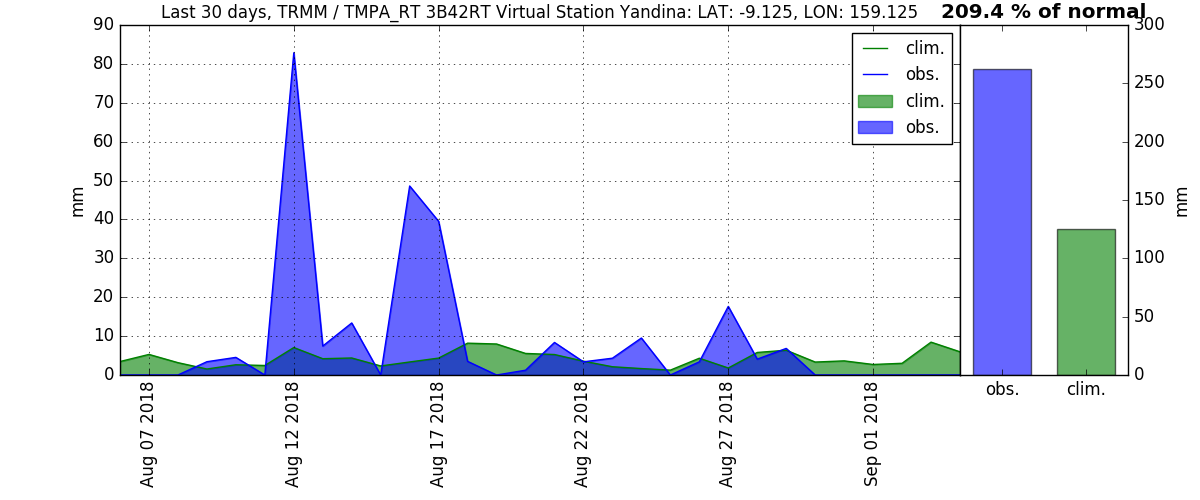 Last 30 days, TRMM / TMPA_RT 3B42RT Virtual Station Yandina: LAT: -9.125, LON: 159.125
209.4 % of normal
mm
90
80
70
60
50
40
30
20
10
0
Aug 07 2018
Aug 12 2018
Aug 17 2018
Aug 22 2018
Aug 27 2018
Sep 01 2018
clim.
obs.
clim.
obs.
300
250
200
150
100
50
0
mm
obs.
clim.